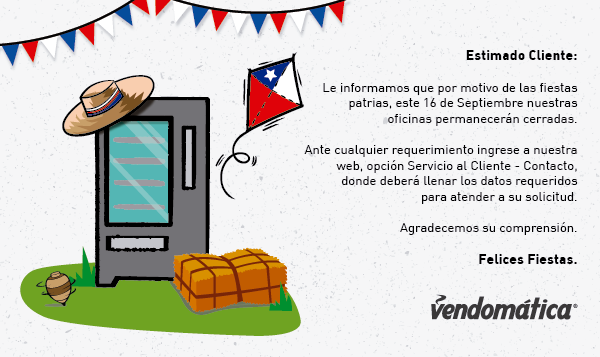 Estimado Cliente:
Le informamos que por motivo de las fiestas
patrias, este 16 de Septiembre nuestras
oficinas permanecerán cerradas.
Ante cualquier requerimiento ingrese a nuestra
web, opción Servicio al Cliente - Contacto,
donde deberá llenar los datos requeridos
para atender a su solicitud.
Agradecemos su comprensión.
Felices Fiestas.
vendomática®